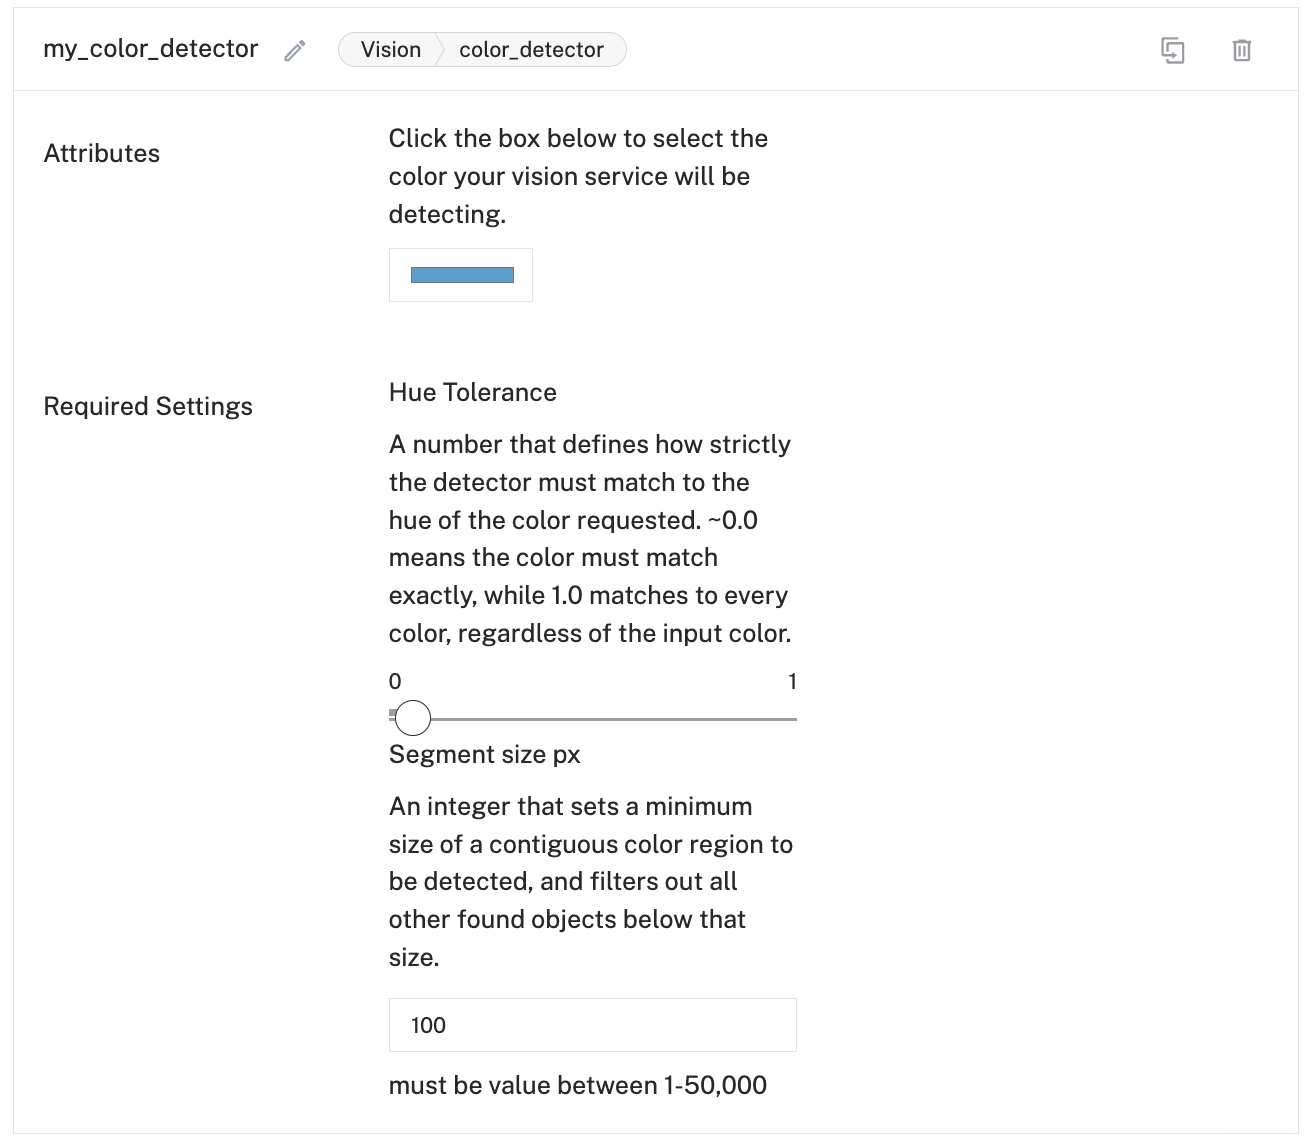 my_color_detector
Vision
color_detector
Attributes
Click the box below to select the
color your vision service will be
detecting.
Required Settings
Hue Tolerance
A number that defines how strictly
the detector must match to the
hue of the color requested. ~0.0
means the color must match
exactly, while 1.0 matches to every
color, regardless of the input color.
0 1
Segment size px
An integer that sets a minimum
size of a contiguous color region to
be detected, and filters out all
other found objects below that
size.
100
must be value between 1-50,000